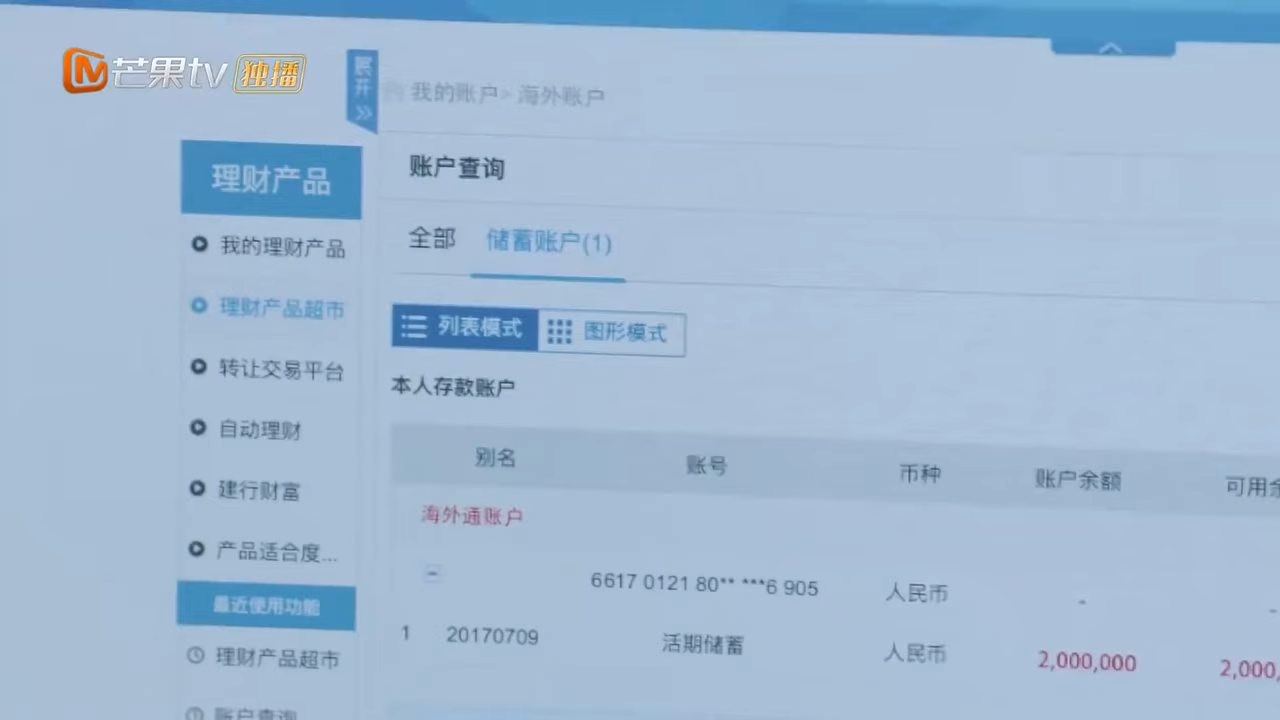 芒果tv 独播
展开
我的账户 > 海外账户
理财产品
我的理财产品
理财产品超市
转让交易平台
自动理财
建行财富
产品适合度...
最近使用功能
理财产品超市
账户查询
账户查询
全部 储蓄账户(1)
列表模式 图形模式
本人存款账户
别名 账号 币种 账户余额 可用余
海外通账户
6617 0121 80** ***6 905 人民币 - -
1 20170709 活期储蓄 人民币 2,000,000 2,000,